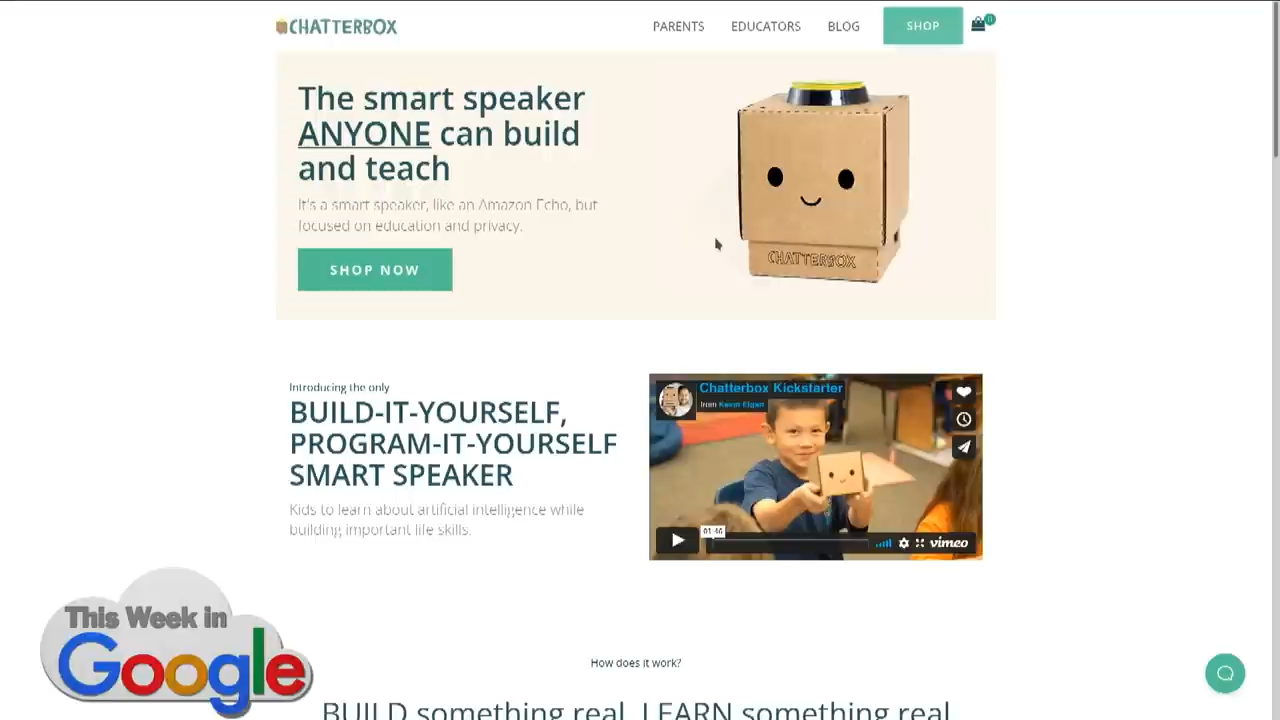 CHATTERBOX
PARENTS EDUCATORS BLOG SHOP 0
The smart speaker
ANYONE can build
and teach
It's a smart speaker, like an Amazon Echo, but
focused on education and privacy.
SHOP NOW
CHATTERBOX
Introducing the only
BUILD-IT-YOURSELF,
PROGRAM-IT-YOURSELF
SMART SPEAKER
Kids to learn about artificial intelligence while
building important life skills.
Chatterbox Kickstarter
from Kevin Elgan
01:46
vimeo
How does it work?
BUILD something real. LEARN something real.
This Week in
Google